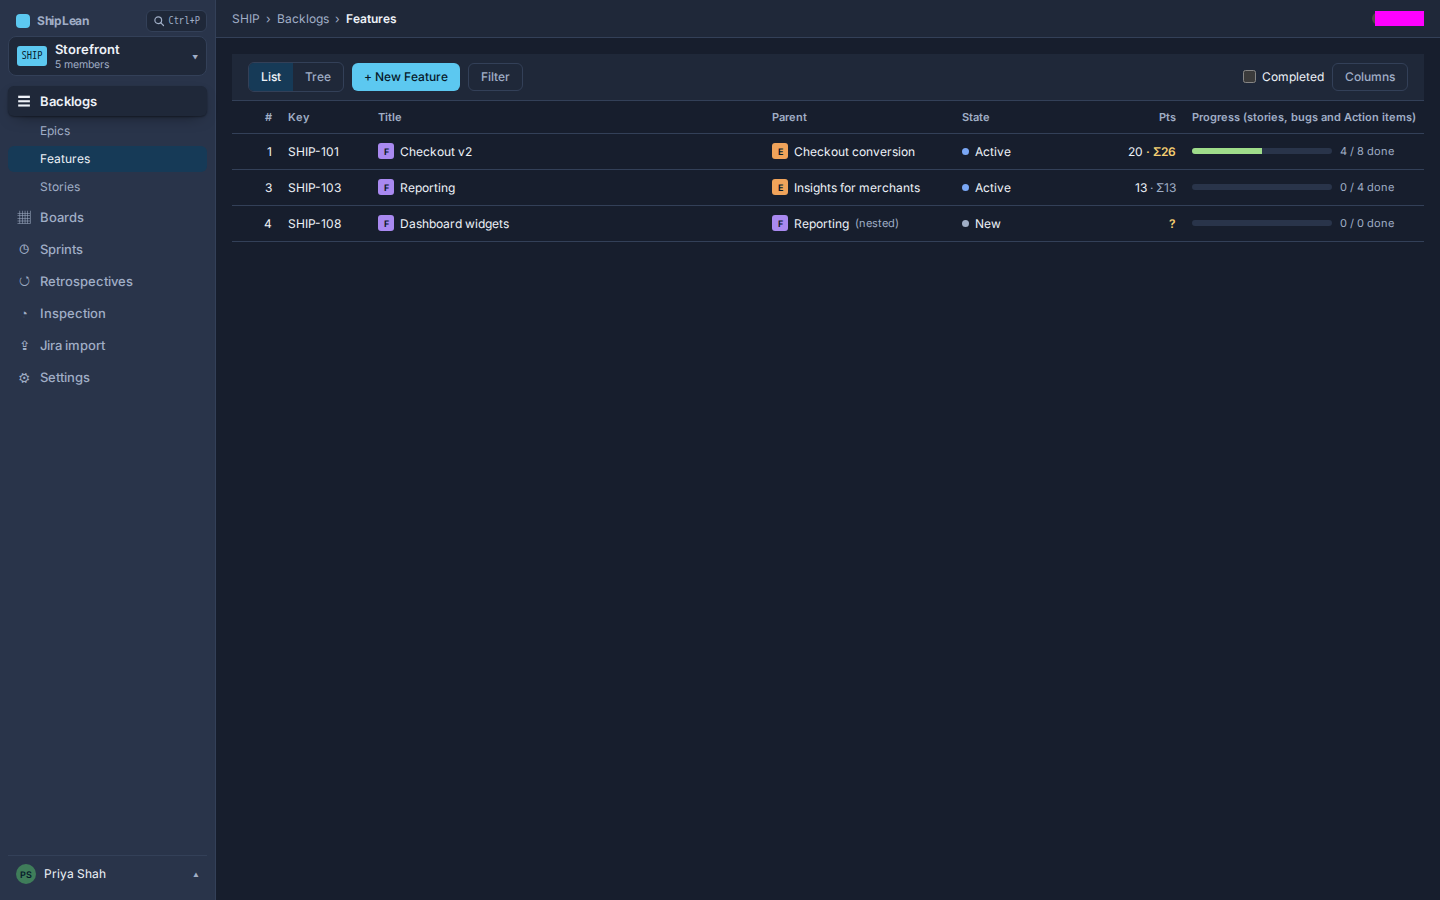 ShipLean Ctrl+P
SHIP Storefront
5 members
Backlogs
Epics
Features
Stories
Boards
Sprints
Retrospectives
Inspection
Jira import
Settings
PS Priya Shah
SHIP › Backlogs › Features
List Tree + New Feature Filter Completed Columns
# Key Title Parent State Pts Progress (stories, bugs and Action items)
1 SHIP-101 F Checkout v2 E Checkout conversion Active 20 · Σ26 4 / 8 done
3 SHIP-103 F Reporting E Insights for merchants Active 13 · Σ13 0 / 4 done
4 SHIP-108 F Dashboard widgets F Reporting (nested) New ? 0 / 0 done